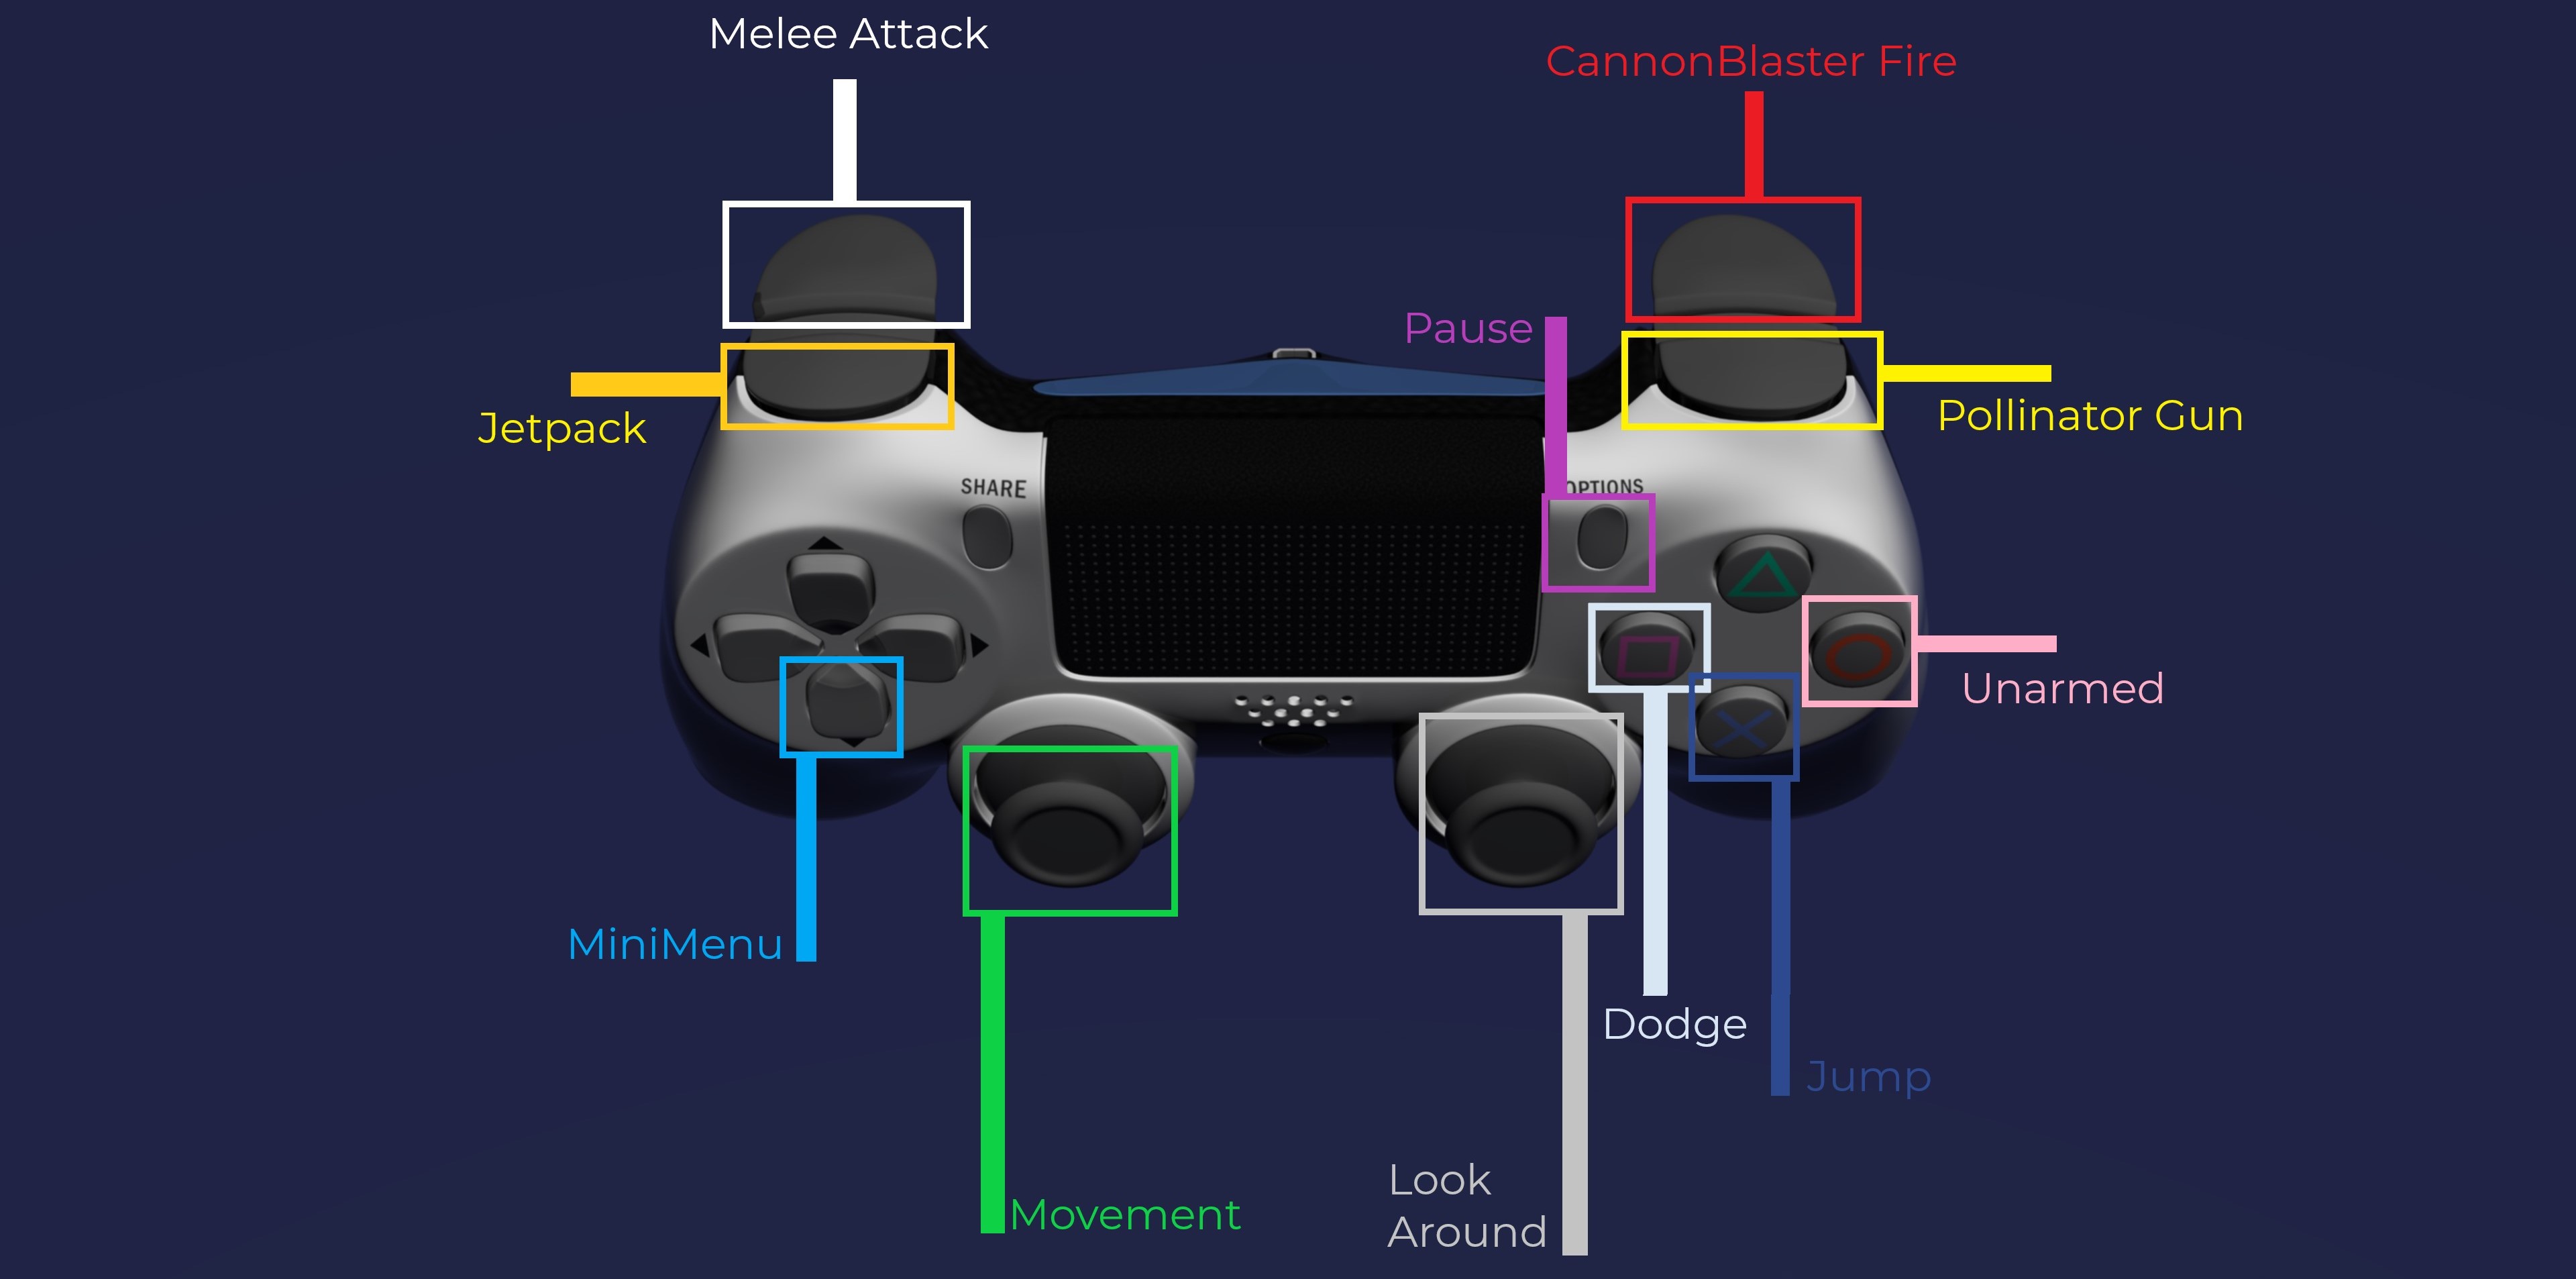 Melee Attack
CannonBlaster Fire
Pause
Jetpack
Pollinator Gun
SHARE
OPTIONS
Unarmed
MiniMenu
Dodge
Jump
Movement
Look
Around